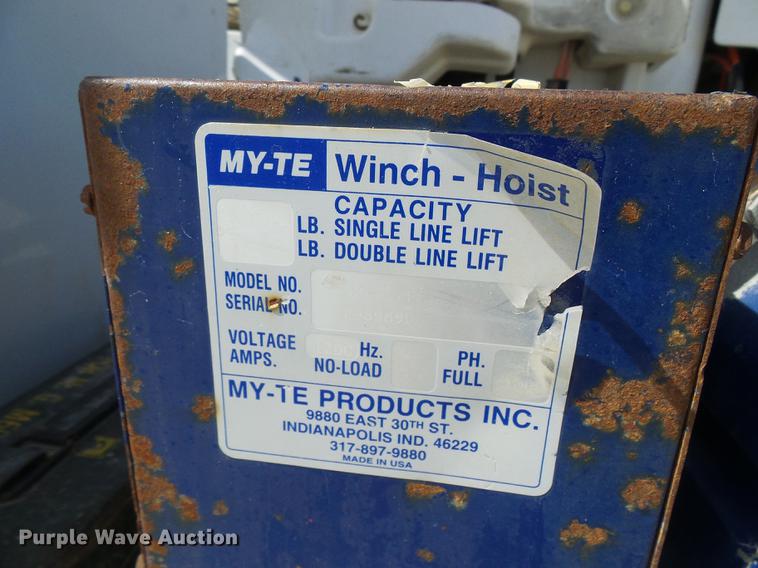 MY-TE Winch - Hoist
CAPACITY
LB. SINGLE LINE LIFT
LB. DOUBLE LINE LIFT
MODEL NO.
SERIAL NO.
VOLTAGE Hz. PH.
AMPS. NO-LOAD FULL
MY-TE PRODUCTS INC.
9880 EAST 30TH ST.
INDIANAPOLIS IND. 46229
317-897-9880
MADE IN USA
Purple Wave Auction